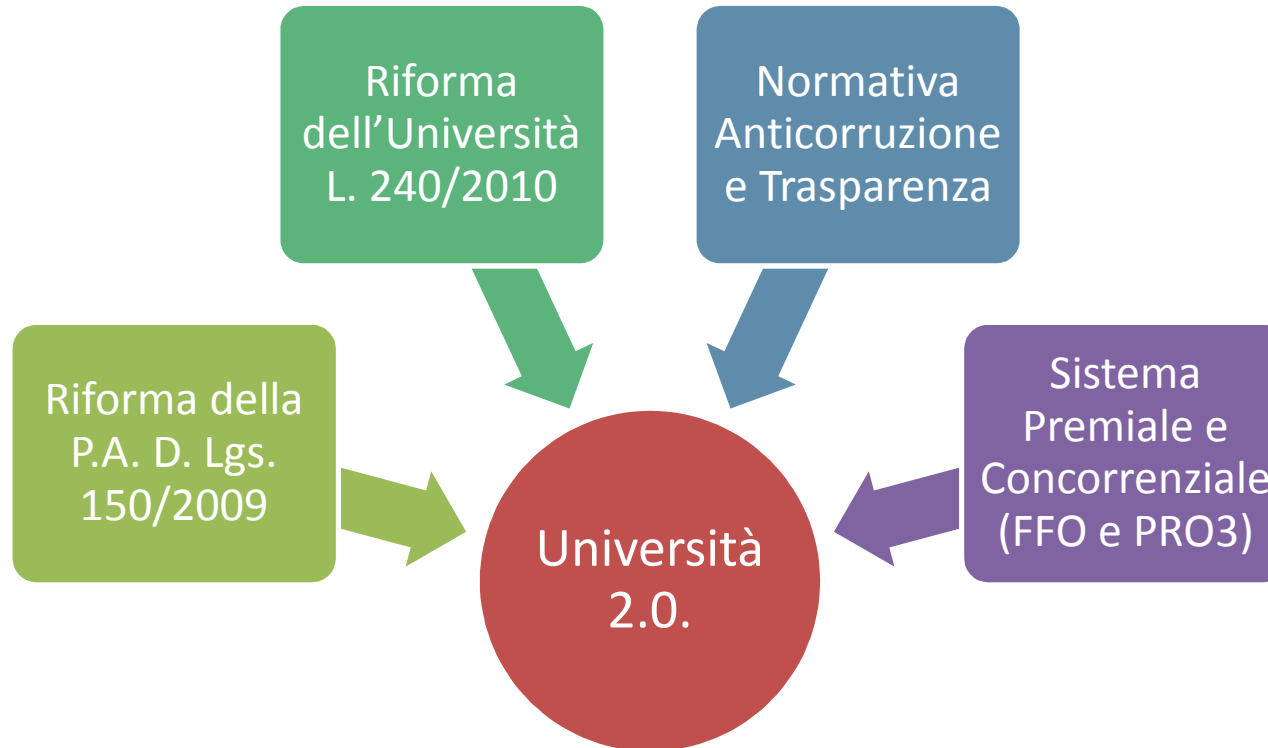 Riforma
dell’Università
L. 240/2010
Normativa
Anticorruzione
e Trasparenza
Riforma della
P.A. D. Lgs.
150/2009
Sistema
Premiale e
Concorrenziale
(FFO e PRO3)
Università
2.0.